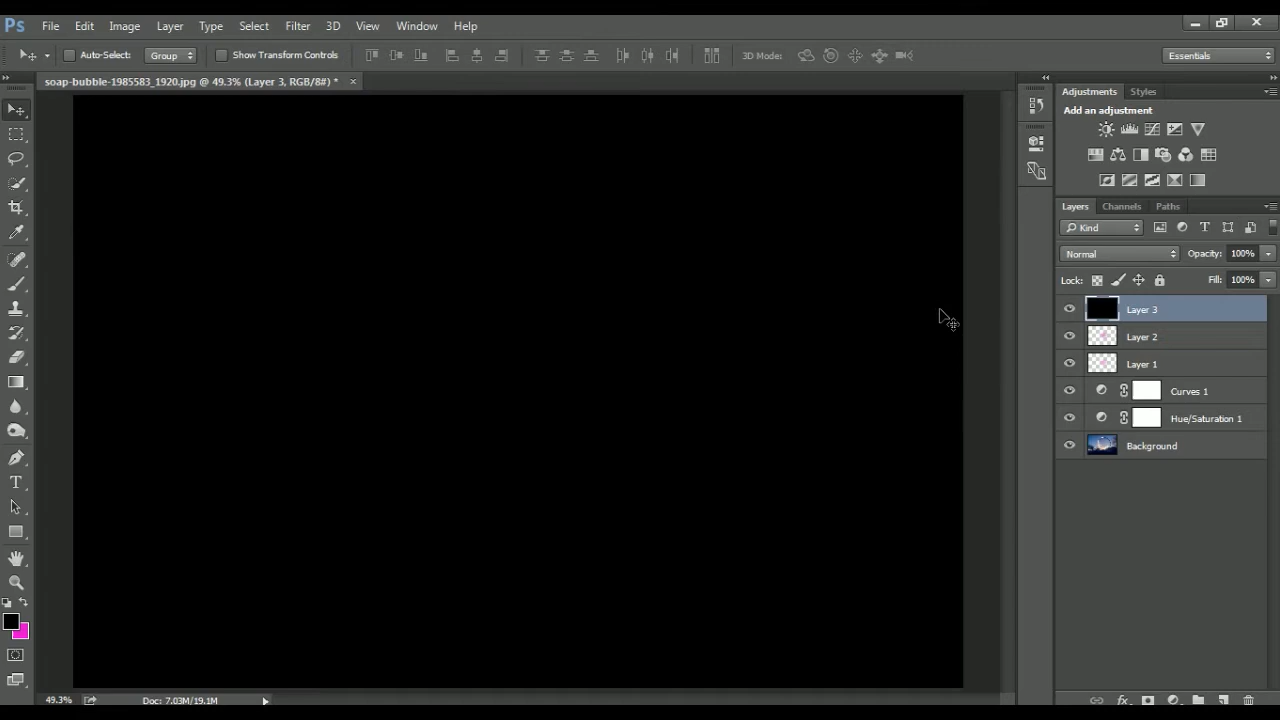 Ps File Edit Image Layer Type Select Filter 3D View Window Help
Auto-Select: Group Show Transform Controls 3D Mode: Essentials
soap-bubble-1985583_1920.jpg @ 49.3% (Layer 3, RGB/8#) *
Adjustments Styles
Add an adjustment
Layers Channels Paths
Kind
Normal Opacity: 100%
Lock: Fill: 100%
Layer 3
Layer 2
Layer 1
Curves 1
Hue/Saturation 1
Background
49.3% Doc: 7.03M/19.1M